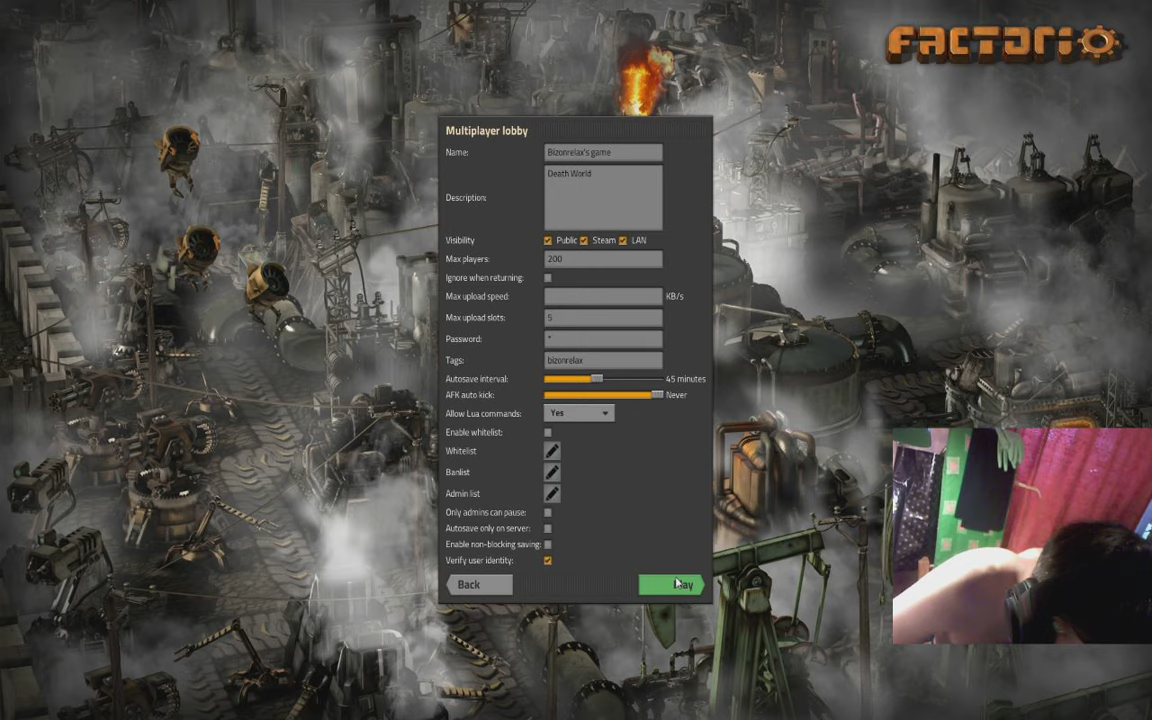 FACTORIO
Multiplayer lobby
Name: Bizonrelax's game
Description: Death World
Visibility Public Steam LAN
Max players: 200
Ignore when returning:
Max upload speed: KB/s
Max upload slots: 5
Password: *
Tags: bizonrelax
Autosave interval: 45 minutes
AFK auto kick: Never
Allow Lua commands: Yes
Enable whitelist:
Whitelist
Banlist
Admin list
Only admins can pause:
Autosave only on server:
Enable non-blocking saving:
Verify user identity:
Back Play